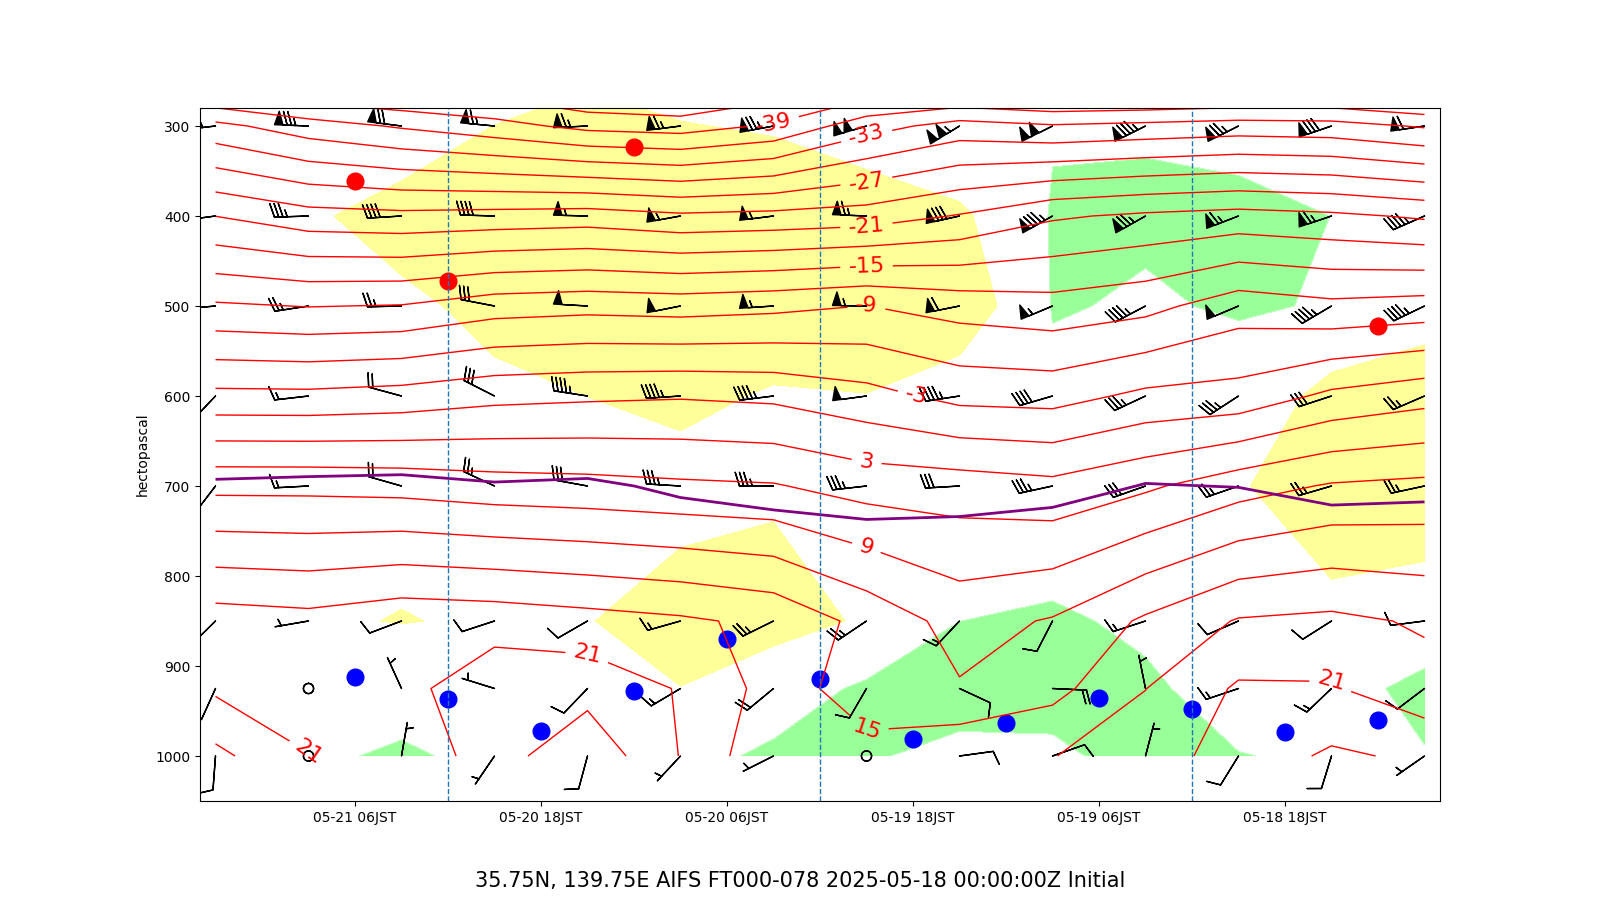 300
400
500
600
700
800
900
1000
hectopascal
-39
-33
-27
-21
-15
-9
-3
3
9
15
21
21
21
05-21 06JST
05-20 18JST
05-20 06JST
05-19 18JST
05-19 06JST
05-18 18JST
35.75N, 139.75E AIFS FT000-078 2025-05-18 00:00:00Z Initial